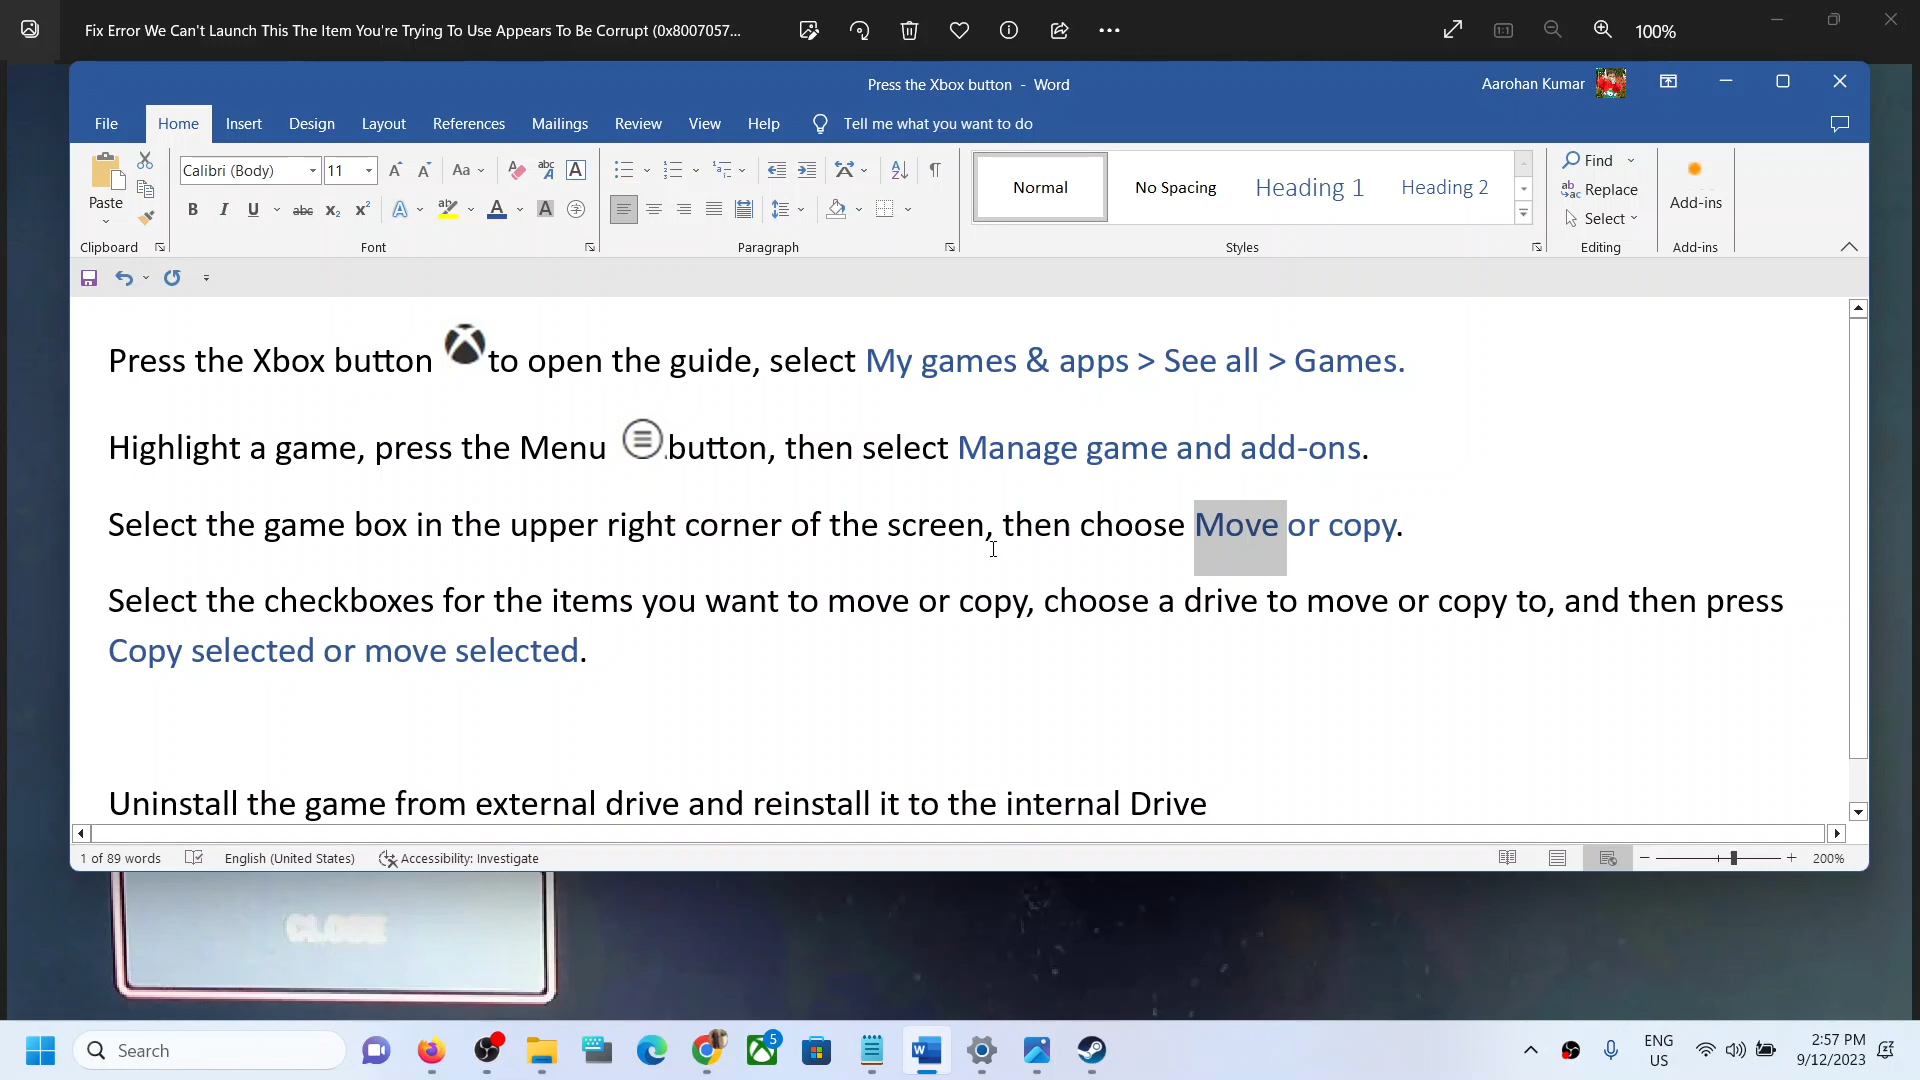 Fix Error We Can't Launch This The Item You're Trying To Use Appears To Be Corrupt (0x8007057...
1:1
100%
Press the Xbox button - Word
Aarohan Kumar
File Home Insert Design Layout References Mailings Review View Help Tell me what you want to do
Paste
Clipboard
Calibri (Body) 11
Font
Paragraph
Normal No Spacing Heading 1 Heading 2
Styles
Find
Replace
Select
Editing
Add-ins
Add-ins
Press the Xbox button to open the guide, select My games & apps > See all > Games.
Highlight a game, press the Menu button, then select Manage game and add-ons.
Select the game box in the upper right corner of the screen, then choose Move or copy.
Select the checkboxes for the items you want to move or copy, choose a drive to move or copy to, and then press
Copy selected or move selected.
Uninstall the game from external drive and reinstall it to the internal Drive
1 of 89 words English (United States) Accessibility: Investigate 200%
CLOSE
Search
5
ENG
US
2:57 PM
9/12/2023